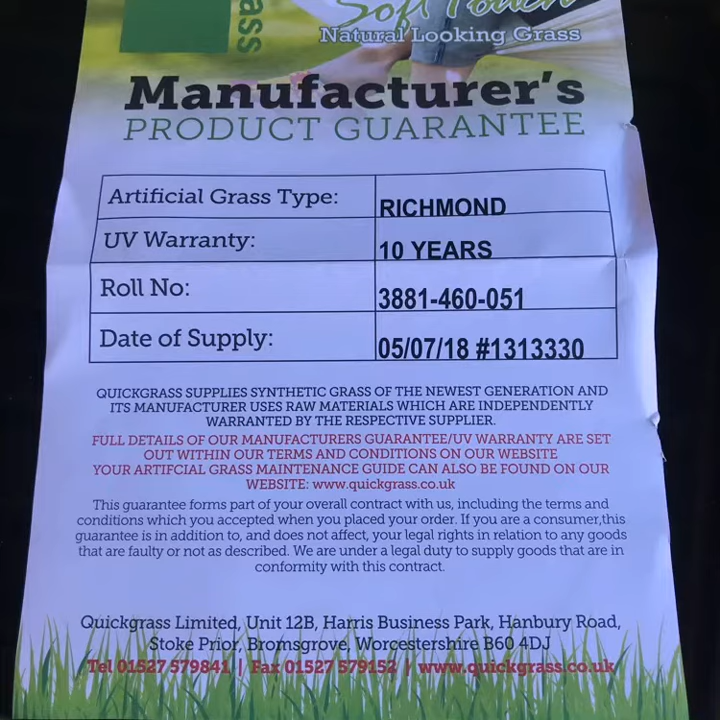 ass
Soft Touch
Natural Looking Grass
Manufacturer's
PRODUCT GUARANTEE
Artificial Grass Type: RICHMOND
UV Warranty: 10 YEARS
Roll No: 3881-460-051
Date of Supply: 05/07/18 #1313330
QUICKGRASS SUPPLIES SYNTHETIC GRASS OF THE NEWEST GENERATION AND
ITS MANUFACTURER USES RAW MATERIALS WHICH ARE INDEPENDENTLY
WARRANTED BY THE RESPECTIVE SUPPLIER.
FULL DETAILS OF OUR MANUFACTURERS GUARANTEE/UV WARRANTY ARE SET
OUT WITHIN OUR TERMS AND CONDITIONS ON OUR WEBSITE
YOUR ARTIFCIAL GRASS MAINTENANCE GUIDE CAN ALSO BE FOUND ON OUR
WEBSITE: www.quickgrass.co.uk
This guarantee forms part of your overall contract with us, including the terms and
conditions which you accepted when you placed your order. If you are a consumer,this
guarantee is in addition to, and does not affect, your legal rights in relation to any goods
that are faulty or not as described. We are under a legal duty to supply goods that are in
conformity with this contract.
Quickgrass Limited, Unit 12B, Harris Business Park, Hanbury Road,
Stoke Prior, Bromsgrove, Worcestershire B60 4DJ
Tel 01527 579841 | Fax 01527 579152 | www.quickgrass.co.uk